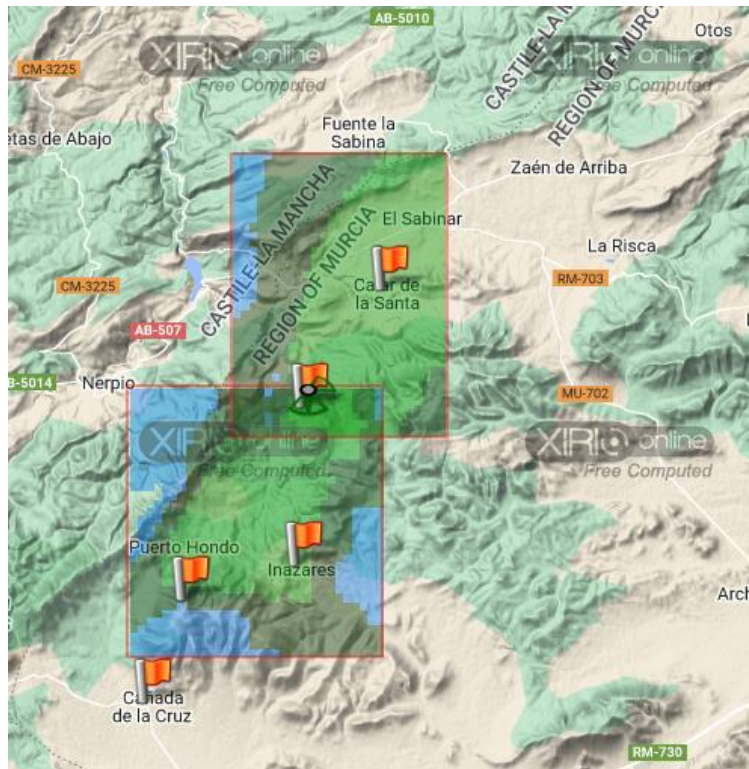 AB-5010
Otos
XIRIO online
Free Computed
XIRIO online
Free Computed
CM-3225
CASTILE-LA M
REGION OF MURCIA
Fuente la
Sabina
etas de Abajo
Zaén de Arriba
CASTILE-LA MANCHA
REGION OF MURCIA
El Sabinar
La Risca
CM-3225
RM-703
Calar de
la Santa
AB-507
B-5014
Nerpio
MU-702
XIRIO online
Free Computed
XIRIO online
Free Computed
Puerto Hondo
Inazares
Arch
Cañada
de la Cruz
RM-730